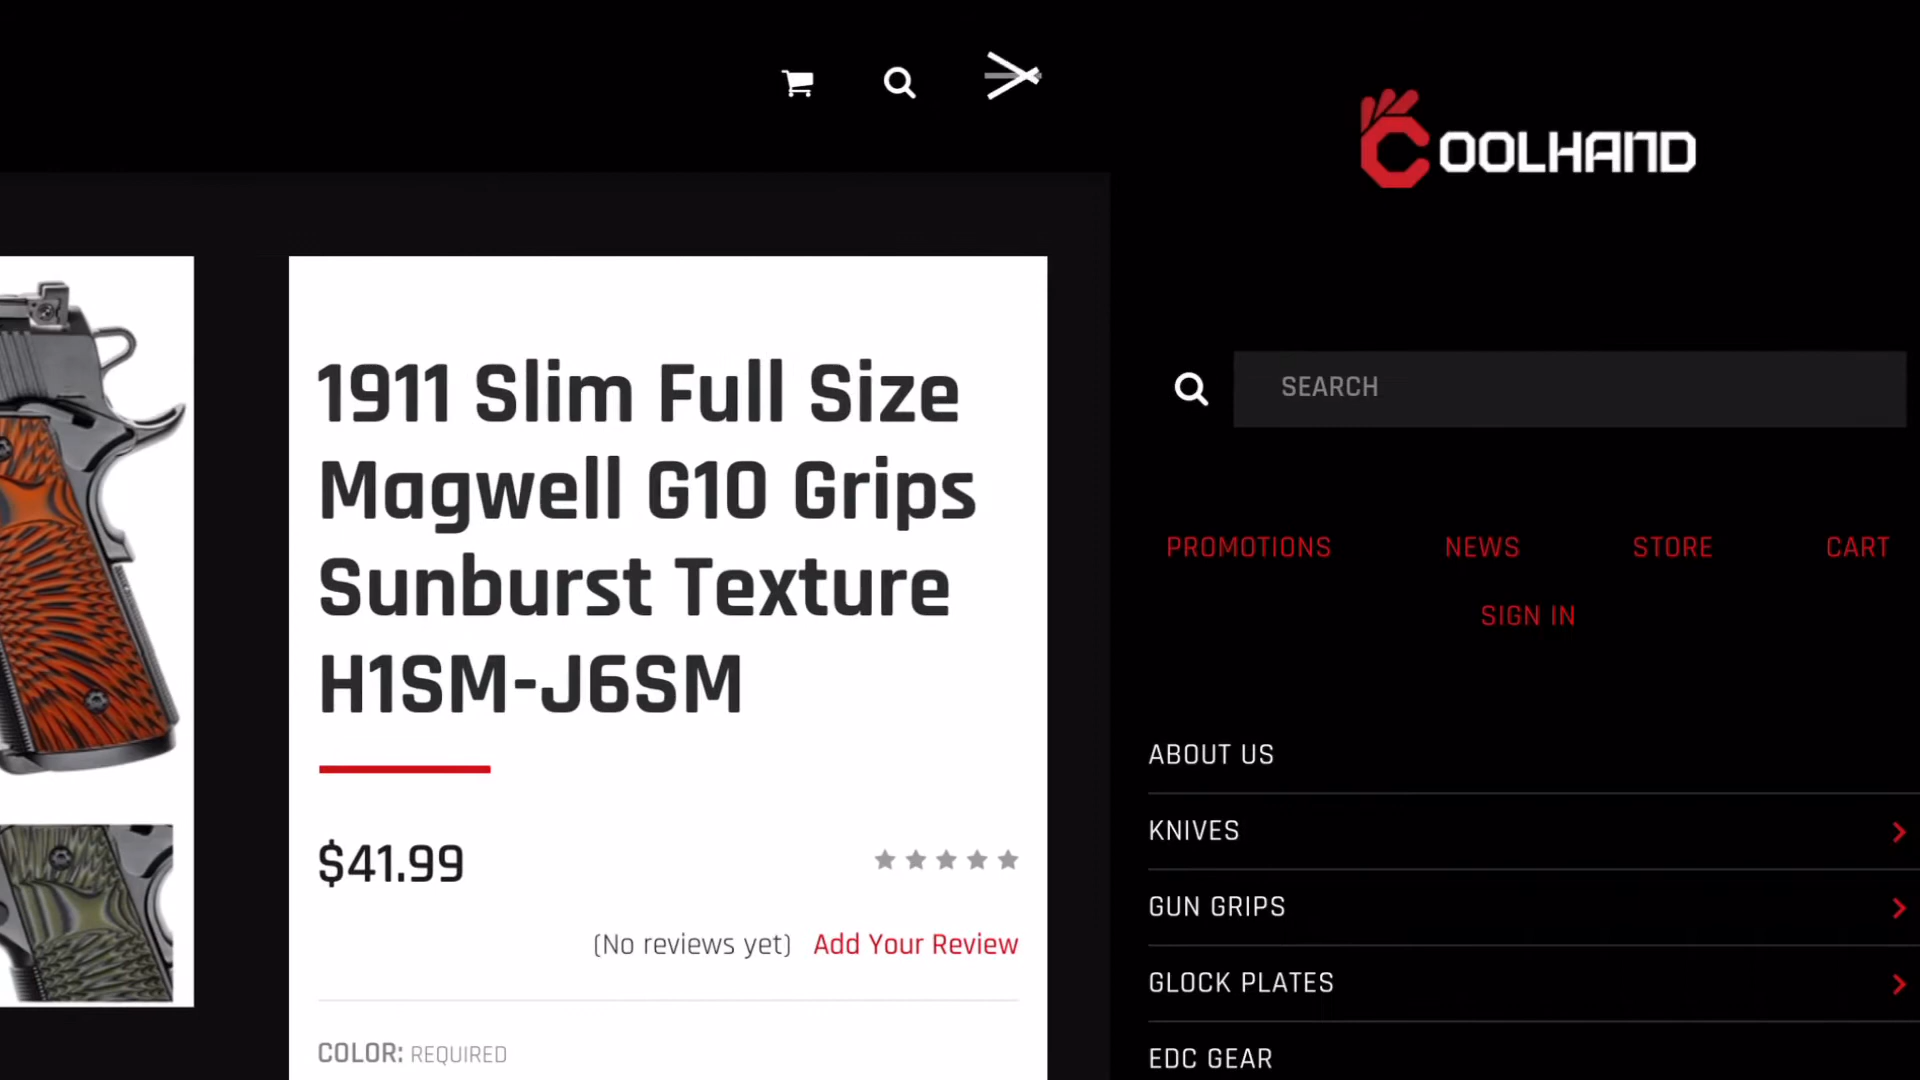 1911 Slim Full Size
Magwell G10 Grips
Sunburst Texture
H1SM-J6SM
$41.99
(No reviews yet) Add Your Review
COLOR: REQUIRED
COOLHAND
SEARCH
PROMOTIONS NEWS STORE CART
SIGN IN
ABOUT US
KNIVES
GUN GRIPS
GLOCK PLATES
EDC GEAR